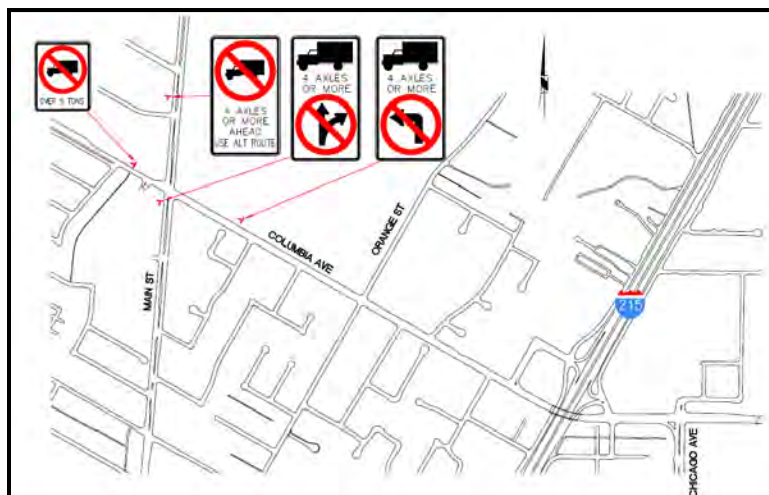 OVER 5 TONS
4 AXLES
OR MORE
AHEAD
USE ALT ROUTE
4 AXLES
OR MORE
4 AXLES
OR MORE
COLUMBIA AVE
ORANGE ST
MAIN ST
215
CHICAGO AVE